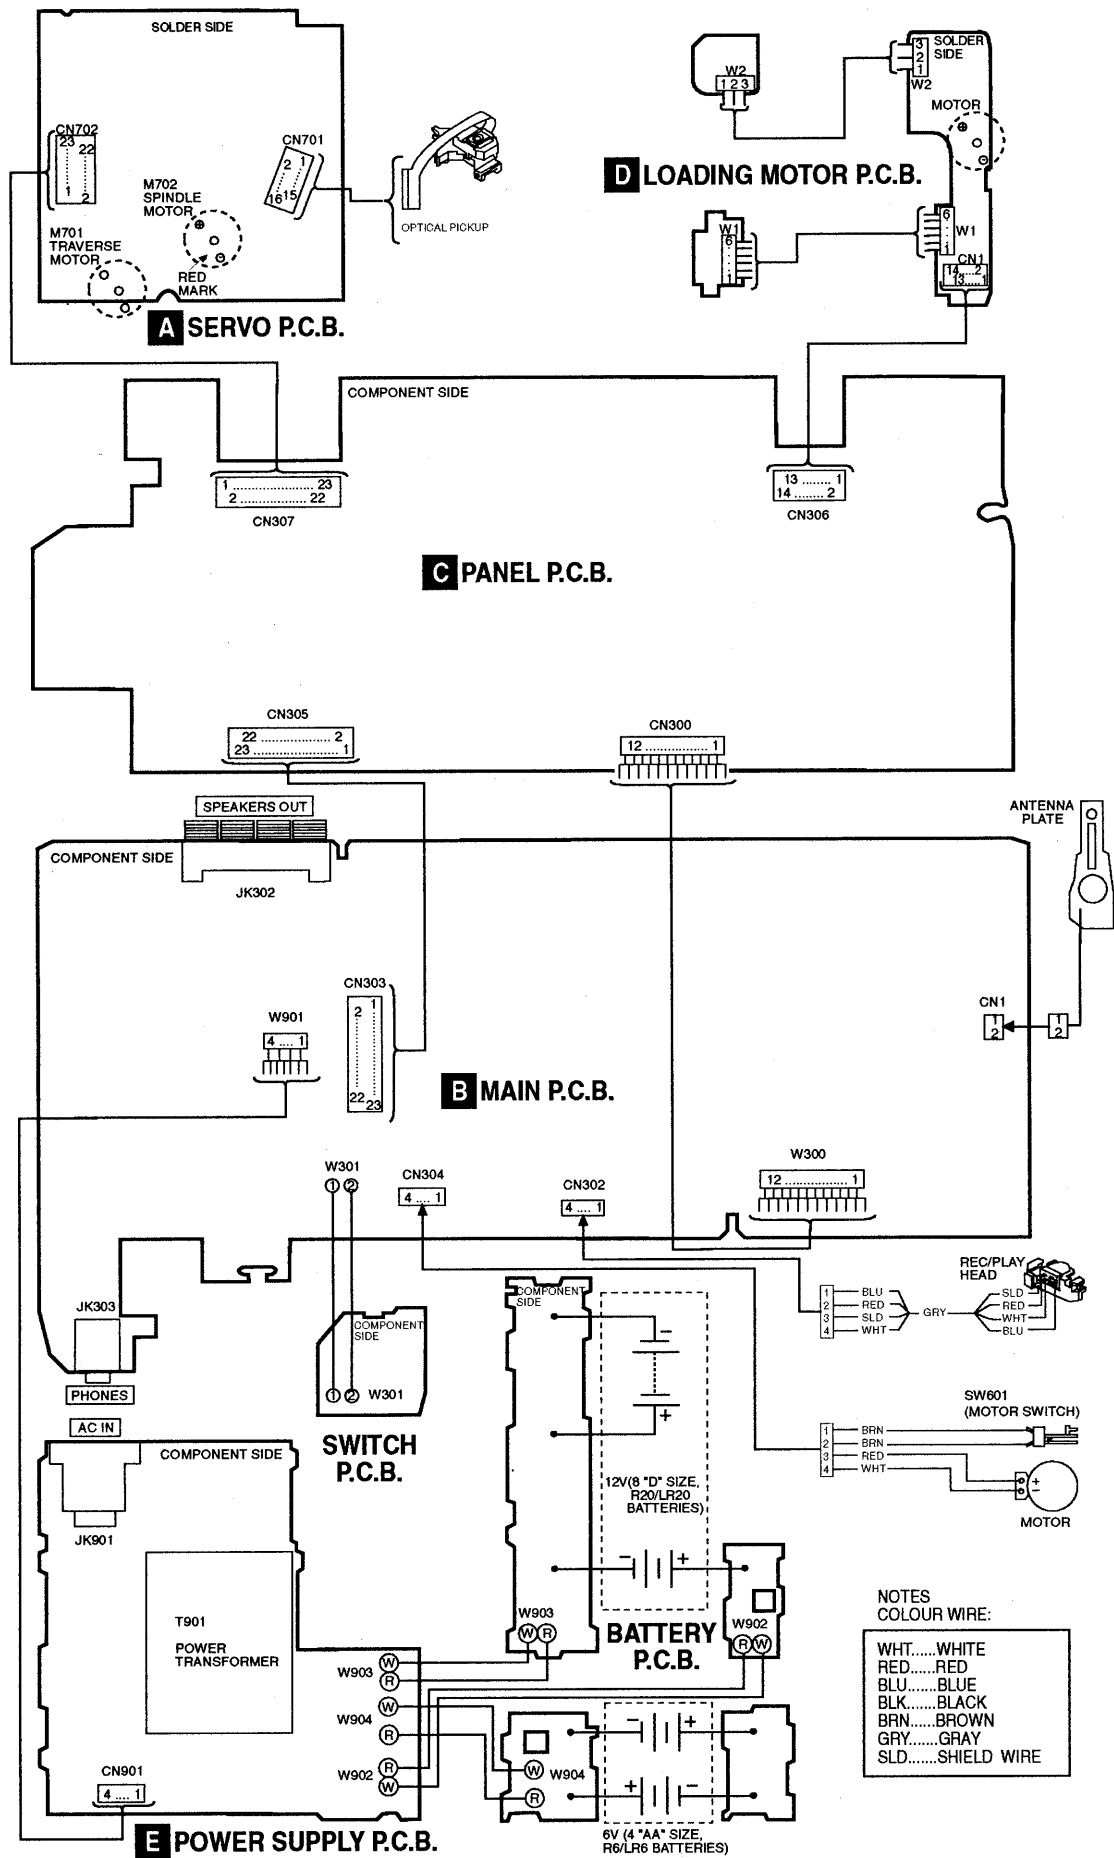 SOLDER SIDE
CN702
23
22
1
2
CN701
2 1
16 15
M702
SPINDLE
MOTOR
M701
TRAVERSE
MOTOR
RED
MARK
OPTICAL PICKUP
A SERVO P.C.B.
W2
1 2 3
3
2
1
W2
SOLDER
SIDE
MOTOR
D LOADING MOTOR P.C.B.
W1
6
1
6
1
W1
CN1
14....2
13....1
COMPONENT SIDE
1 ...................... 23
2 .................. 22
CN307
13 ........ 1
14 ........ 2
CN306
C PANEL P.C.B.
CN305
22 .................. 2
23 ...................... 1
CN300
12 ................ 1
SPEAKERS OUT
COMPONENT SIDE
JK302
ANTENNA
PLATE
CN303
2 1
22 23
W901
4 .... 1
CN1
1
2
1
2
B MAIN P.C.B.
W301
1 2
CN304
4 .... 1
CN302
4 .... 1
W300
12 ................ 1
JK303
PHONES
COMPONENT
SIDE
1 2 W301
SWITCH
P.C.B.
COMPONENT
SIDE
− 
+
12V(8 "D" SIZE,
R20/LR20
BATTERIES)
− +
REC/PLAY
HEAD
1 BLU
2 RED
3 SLD
4 WHT
GRY
SLD
RED
WHT
BLU
SW601
(MOTOR SWITCH)
1 BRN
2 BRN
3 RED
4 WHT
+
−
MOTOR
AC IN
COMPONENT SIDE
JK901
T901
POWER
TRANSFORMER
W903
W R
W902
R W
BATTERY
P.C.B.
W903
W
R
W904
W
R
W902
R
W
W904
W
R
− +
+ −
6V (4 "AA" SIZE,
R6/LR6 BATTERIES)
CN901
4 .... 1
E POWER SUPPLY P.C.B.
NOTES
COLOUR WIRE:
WHT......WHITE
RED......RED
BLU.......BLUE
BLK.......BLACK
BRN......BROWN
GRY.......GRAY
SLD.......SHIELD WIRE